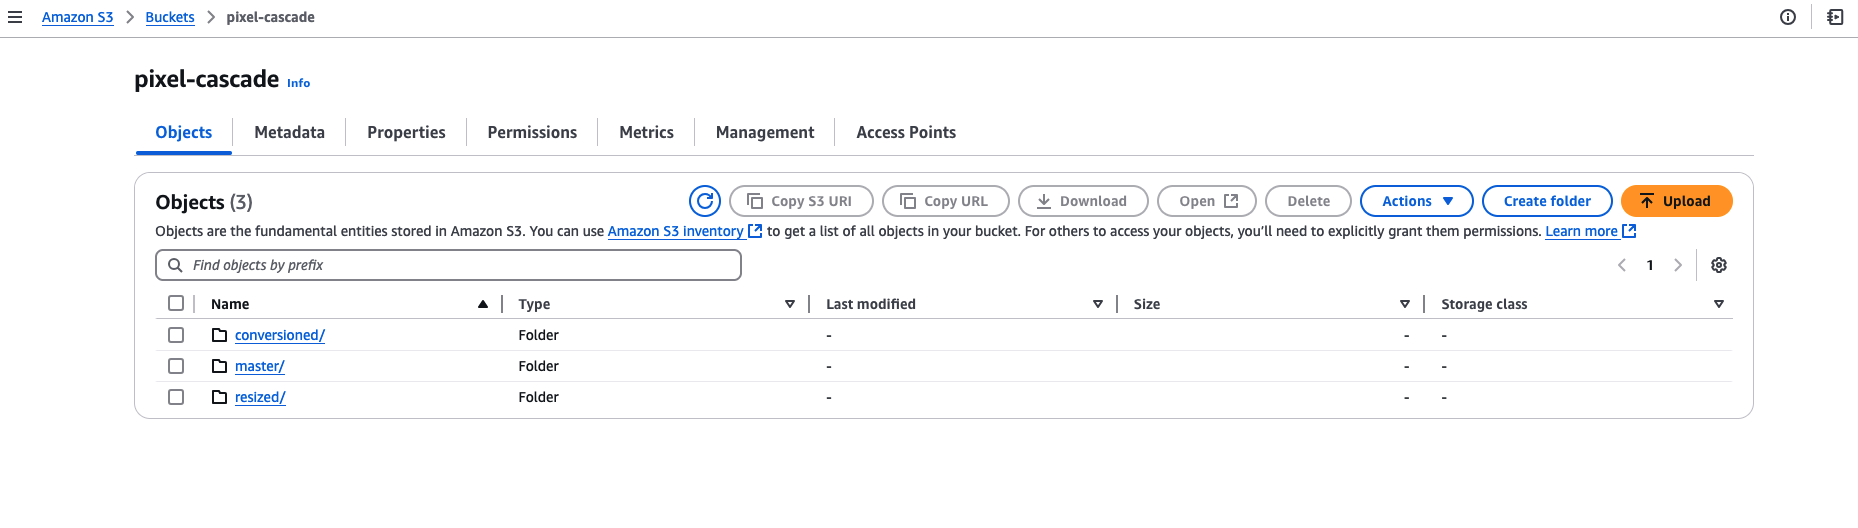 Amazon S3 > Buckets > pixel-cascade
pixel-cascade Info
Objects Metadata Properties Permissions Metrics Management Access Points
Objects (3) Copy S3 URI Copy URL Download Open Delete Actions Create folder Upload
Objects are the fundamental entities stored in Amazon S3. You can use Amazon S3 inventory to get a list of all objects in your bucket. For others to access your objects, you'll need to explicitly grant them permissions. Learn more
Find objects by prefix 1
Name Type Last modified Size Storage class
conversioned/ Folder - - -
master/ Folder - - -
resized/ Folder - - -